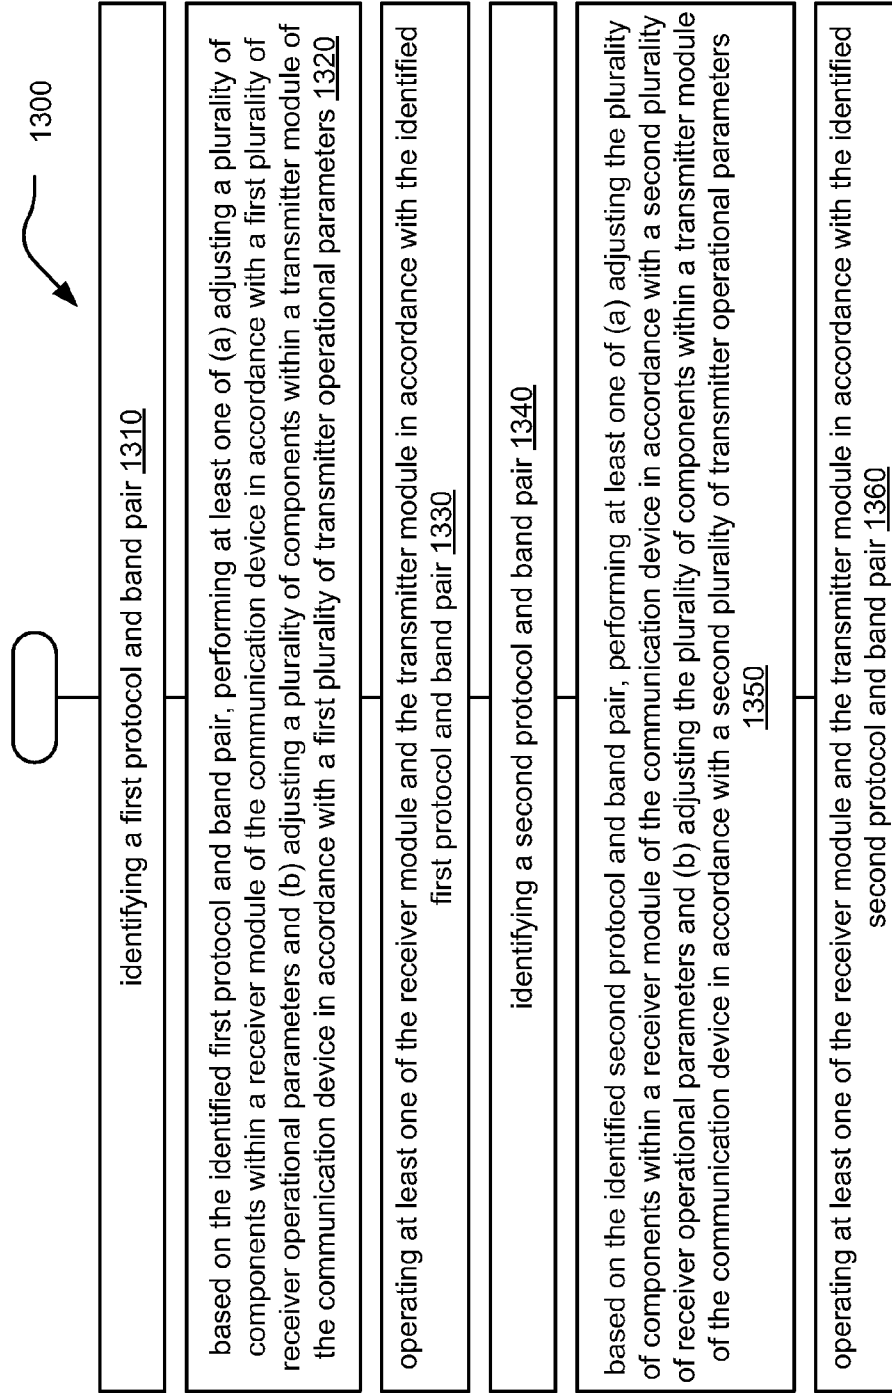 1300
identifying a first protocol and band pair 1310
based on the identified first protocol and band pair, performing at least one of (a) adjusting a plurality of
components within a receiver module of the communication device in accordance with a first plurality of
receiver operational parameters and (b) adjusting a plurality of components within a transmitter module of
the communication device in accordance with a first plurality of transmitter operational parameters 1320
operating at least one of the receiver module and the transmitter module in accordance with the identified
first protocol and band pair 1330
identifying a second protocol and band pair 1340
based on the identified second protocol and band pair, performing at least one of (a) adjusting the plurality
of components within a receiver module of the communication device in accordance with a second plurality
of receiver operational parameters and (b) adjusting the plurality of components within a transmitter module
of the communication device in accordance with a second plurality of transmitter operational parameters
1350
operating at least one of the receiver module and the transmitter module in accordance with the identified
second protocol and band pair 1360